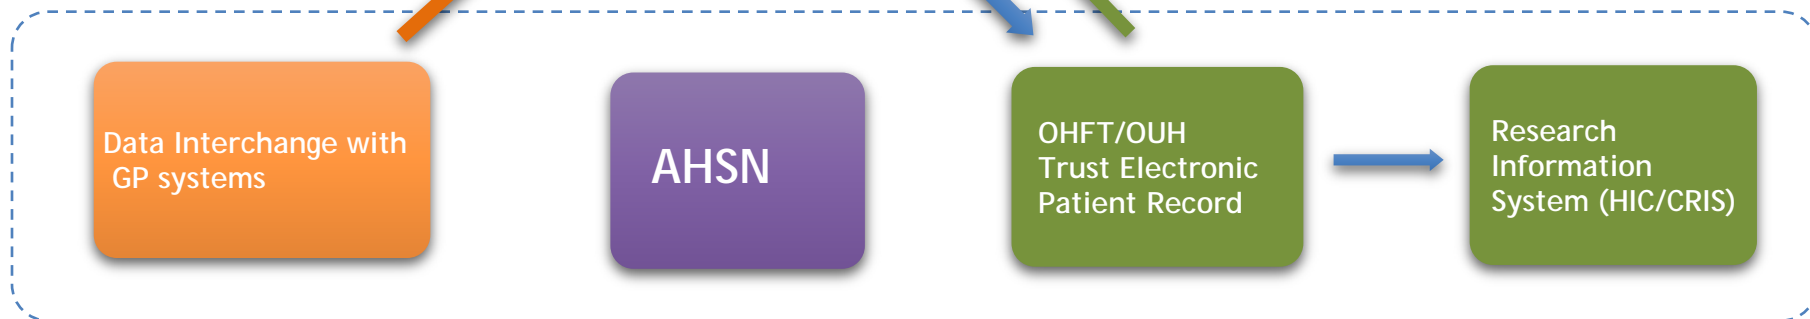 Data Interchange with
GP systems
AHSN
OHFT/OUH
Trust Electronic
Patient Record
Research
Information
System (HIC/CRIS)